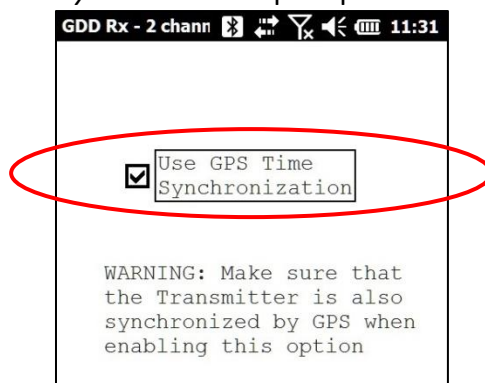 GDD Rx - 2 chann 11:31
Use GPS Time
Synchronization
WARNING: Make sure that
the Transmitter is also
synchronized by GPS when
enabling this option